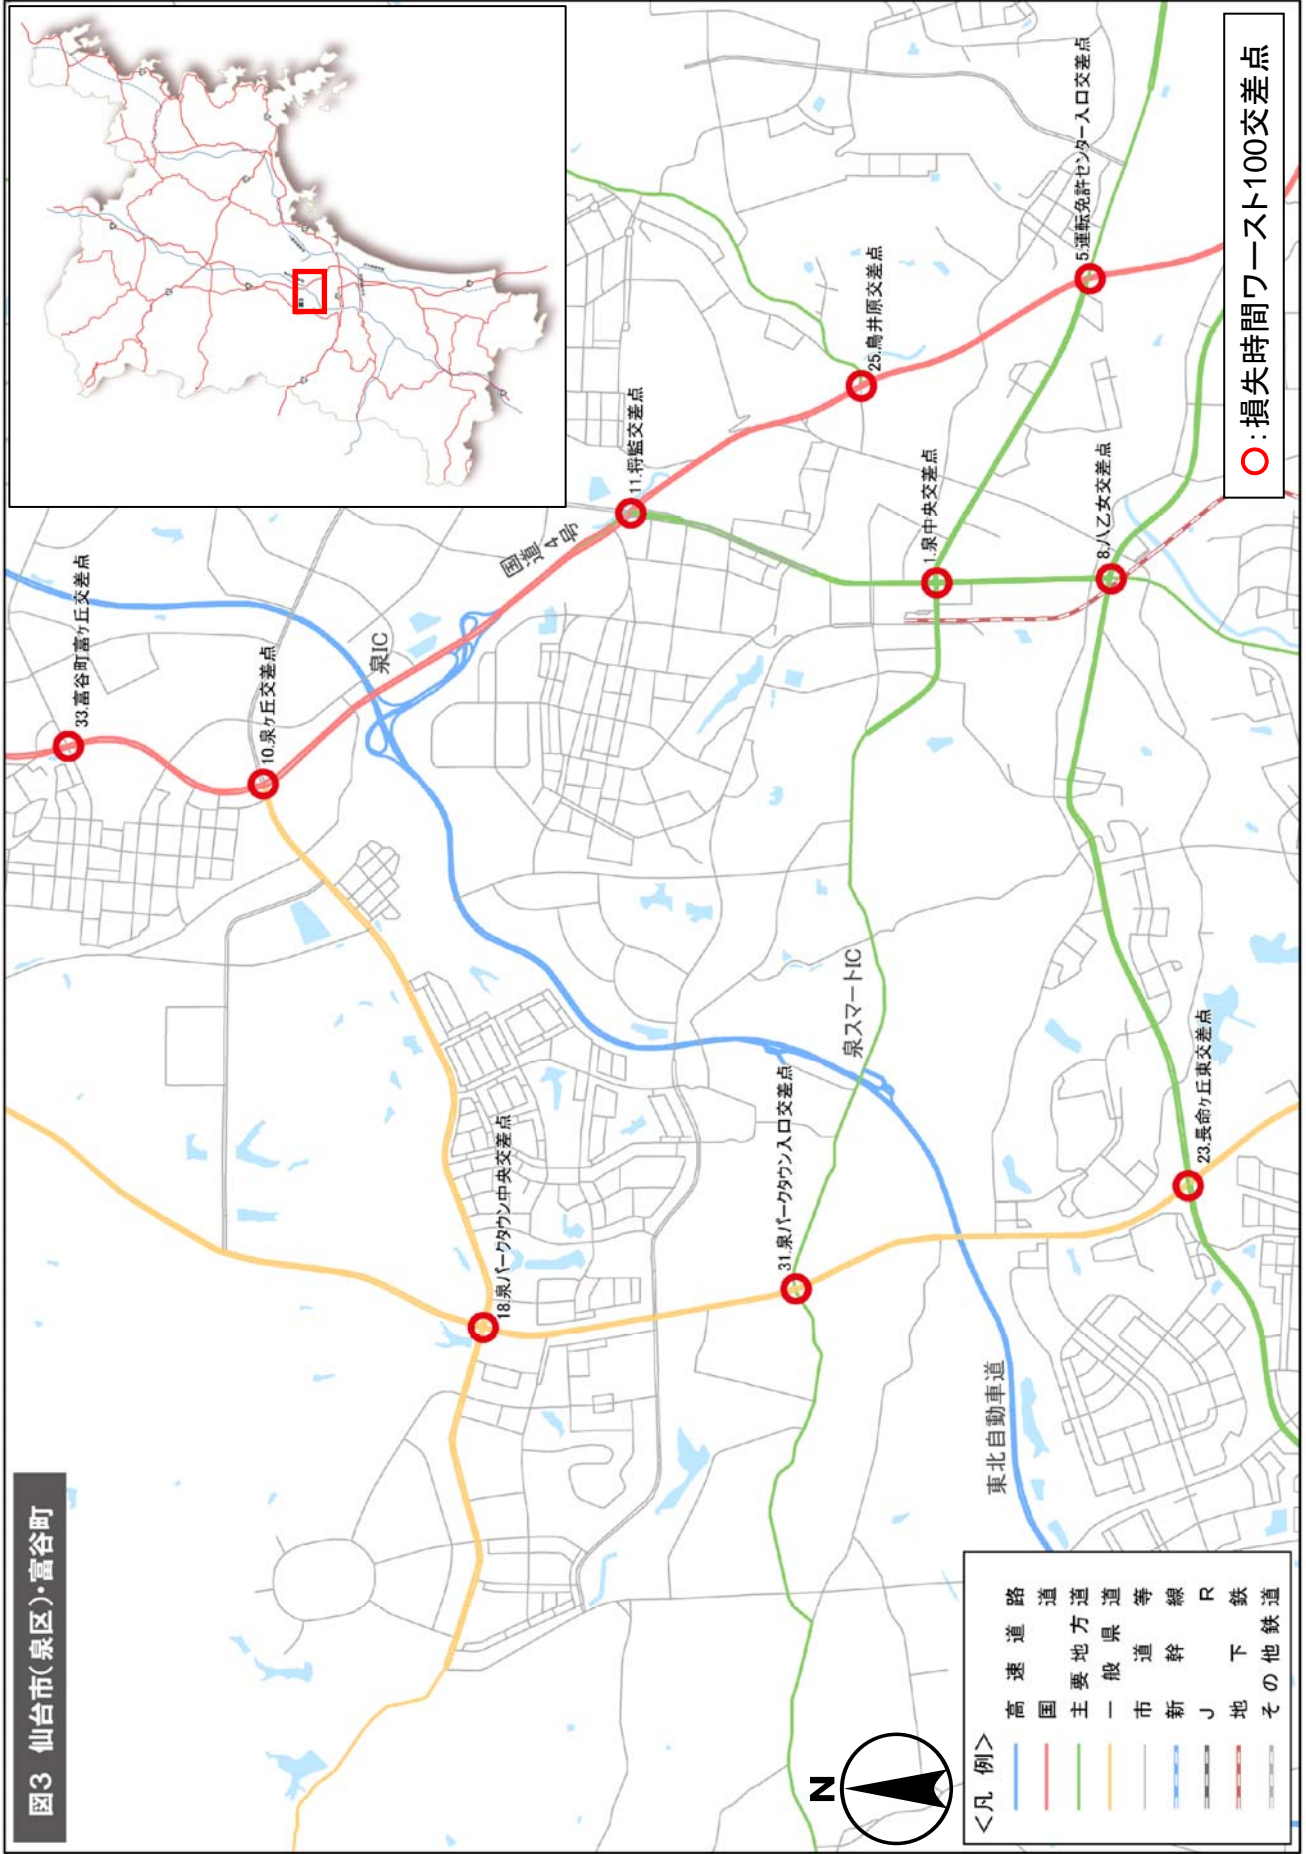 図3 仙台市(泉区)・富谷町
33.富谷町富ヶ丘交差点
10.泉ヶ丘交差点
泉IC
国道4号
11.将監交差点
25.鳥井原交差点
5.運転免許センター入口交差点
1.泉中央交差点
8.八乙女交差点
18.泉パークタウン中央交差点
31.泉パークタウン入口交差点
泉スマートIC
23.長命ヶ丘東交差点
東北自動車道
○:損失時間ワースト100交差点
N
<凡例>
高速道路
国道
主要地方道
一般県道
市道等
新幹線
JR
地下鉄
その他鉄道